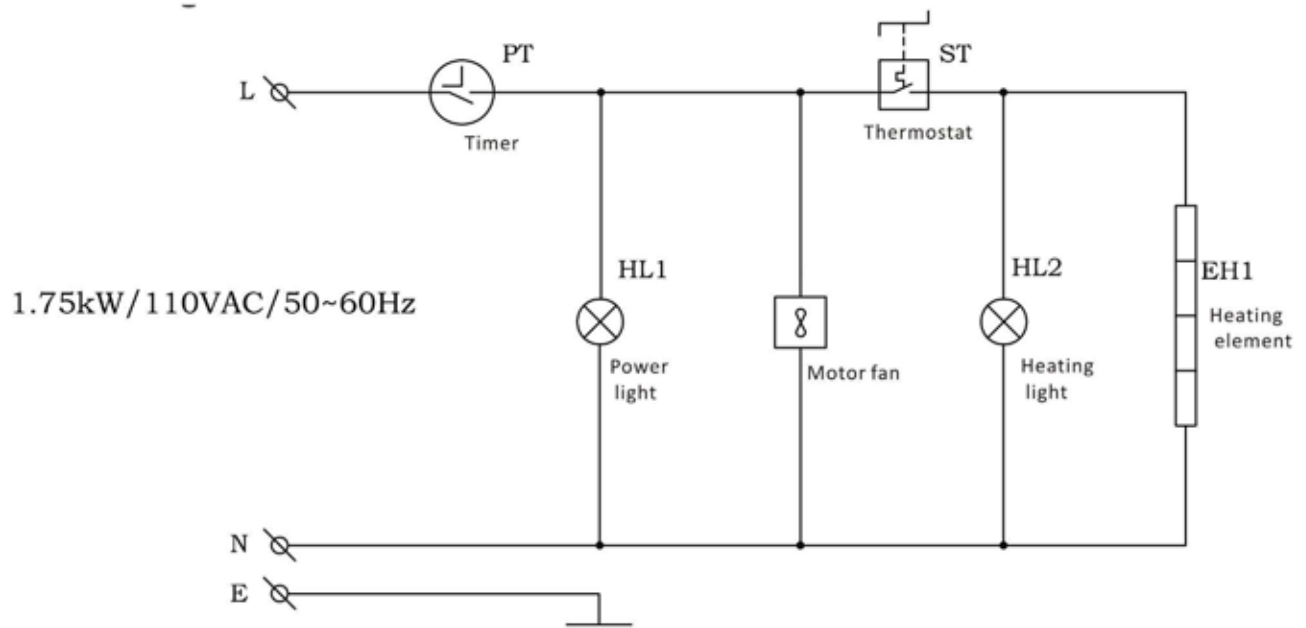 PT
ST
L
Timer
Thermostat
HL1
HL2
EH1
1.75kW/110VAC/50~60Hz
Heating
element
Power
light
Motor fan
Heating
light
N
E